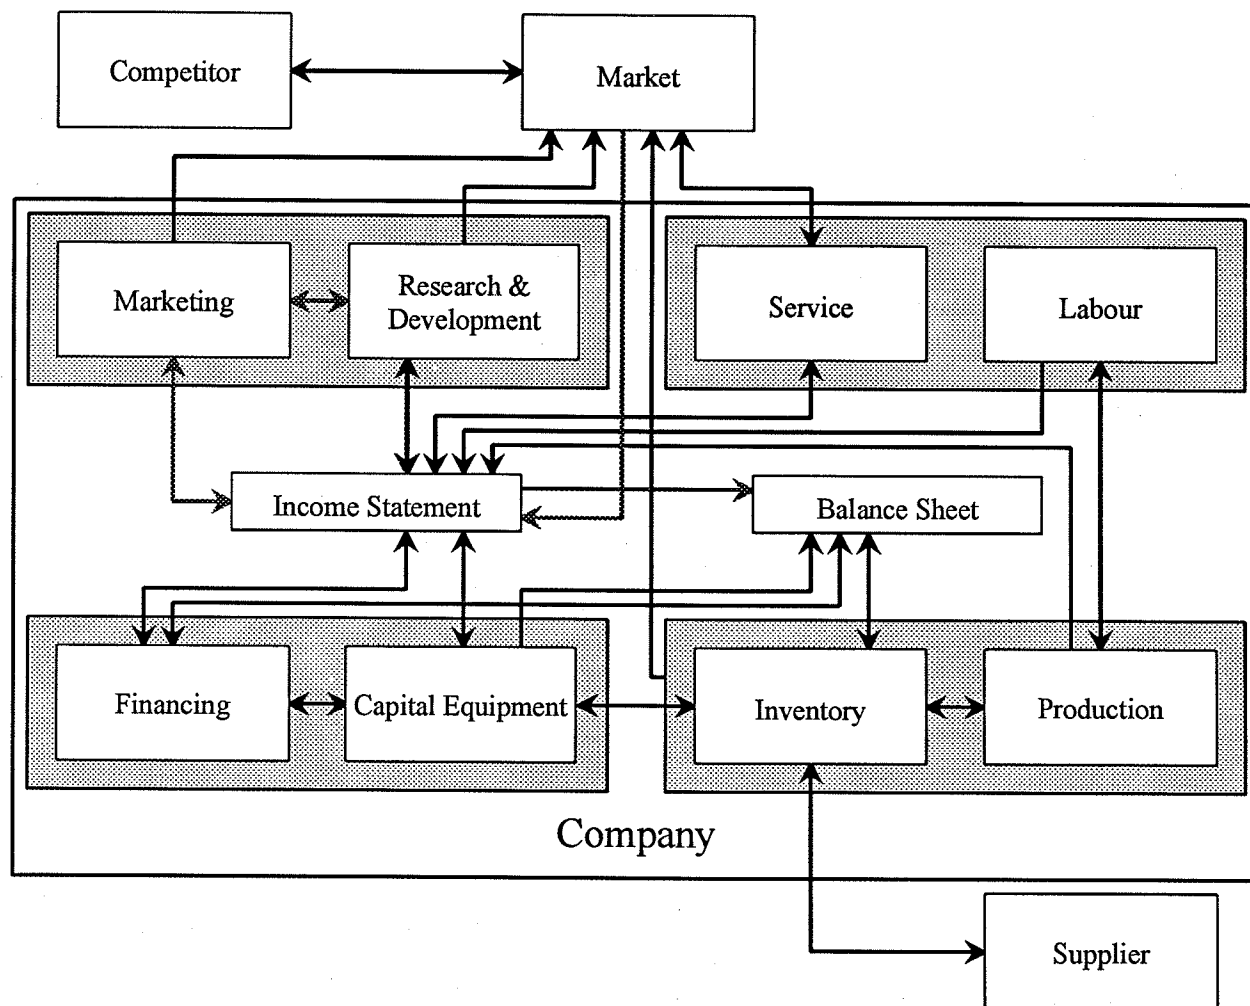 Competitor
Market
Marketing
Research &
Development
Service
Labour
Income Statement
Balance Sheet
Financing
Capital Equipment
Inventory
Production
Company
Supplier